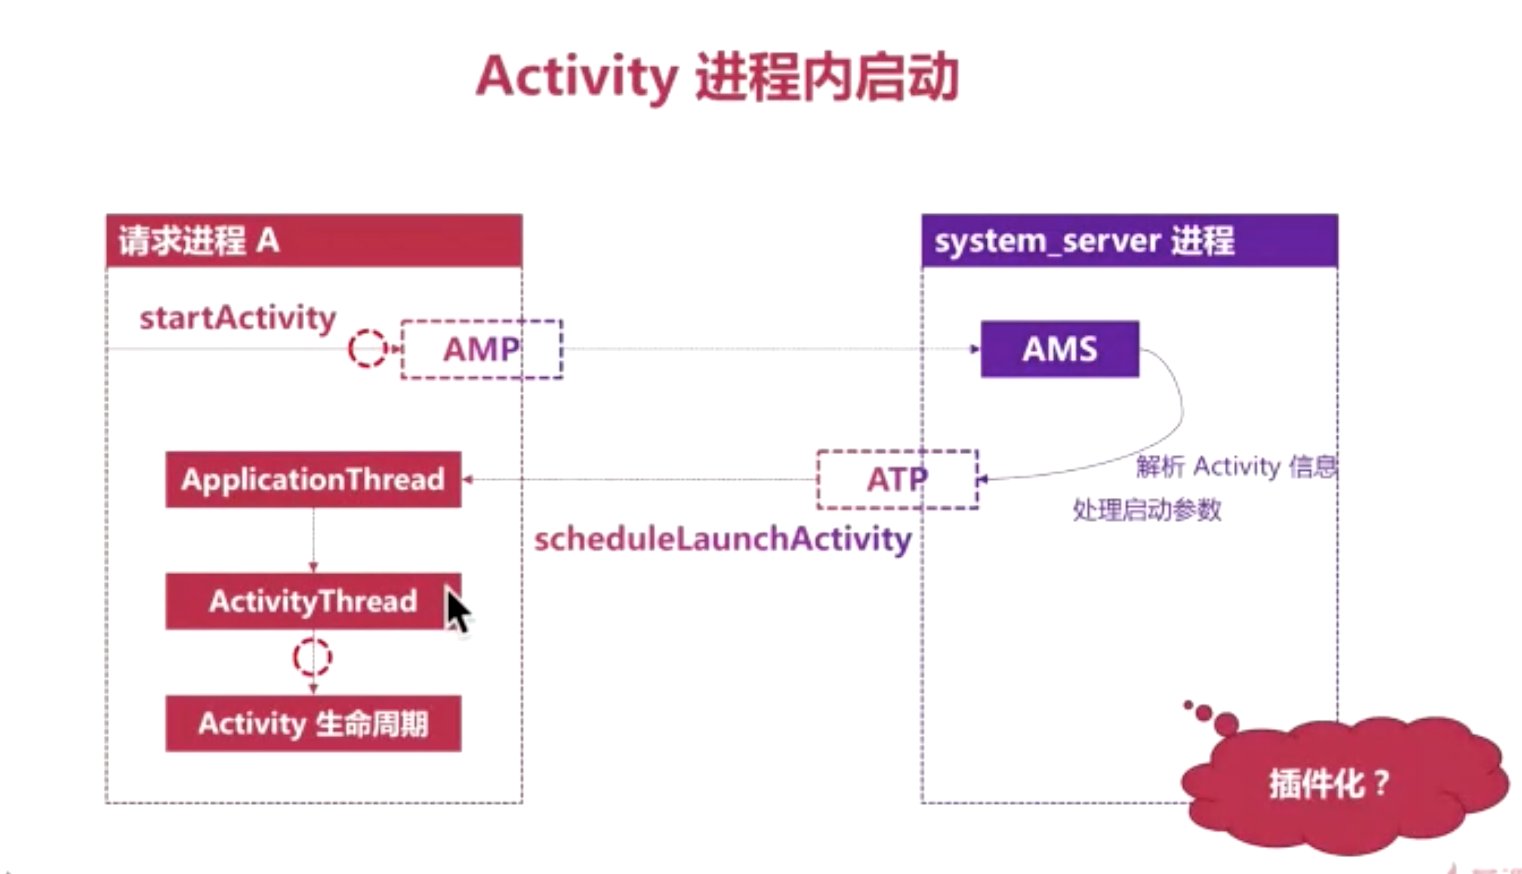 Activity 进程内启动
请求进程 A
system_server 进程
startActivity
AMP
AMS
ApplicationThread
ATP
解析 Activity 信息
处理启动参数
scheduleLaunchActivity
ActivityThread
Activity 生命周期
插件化？